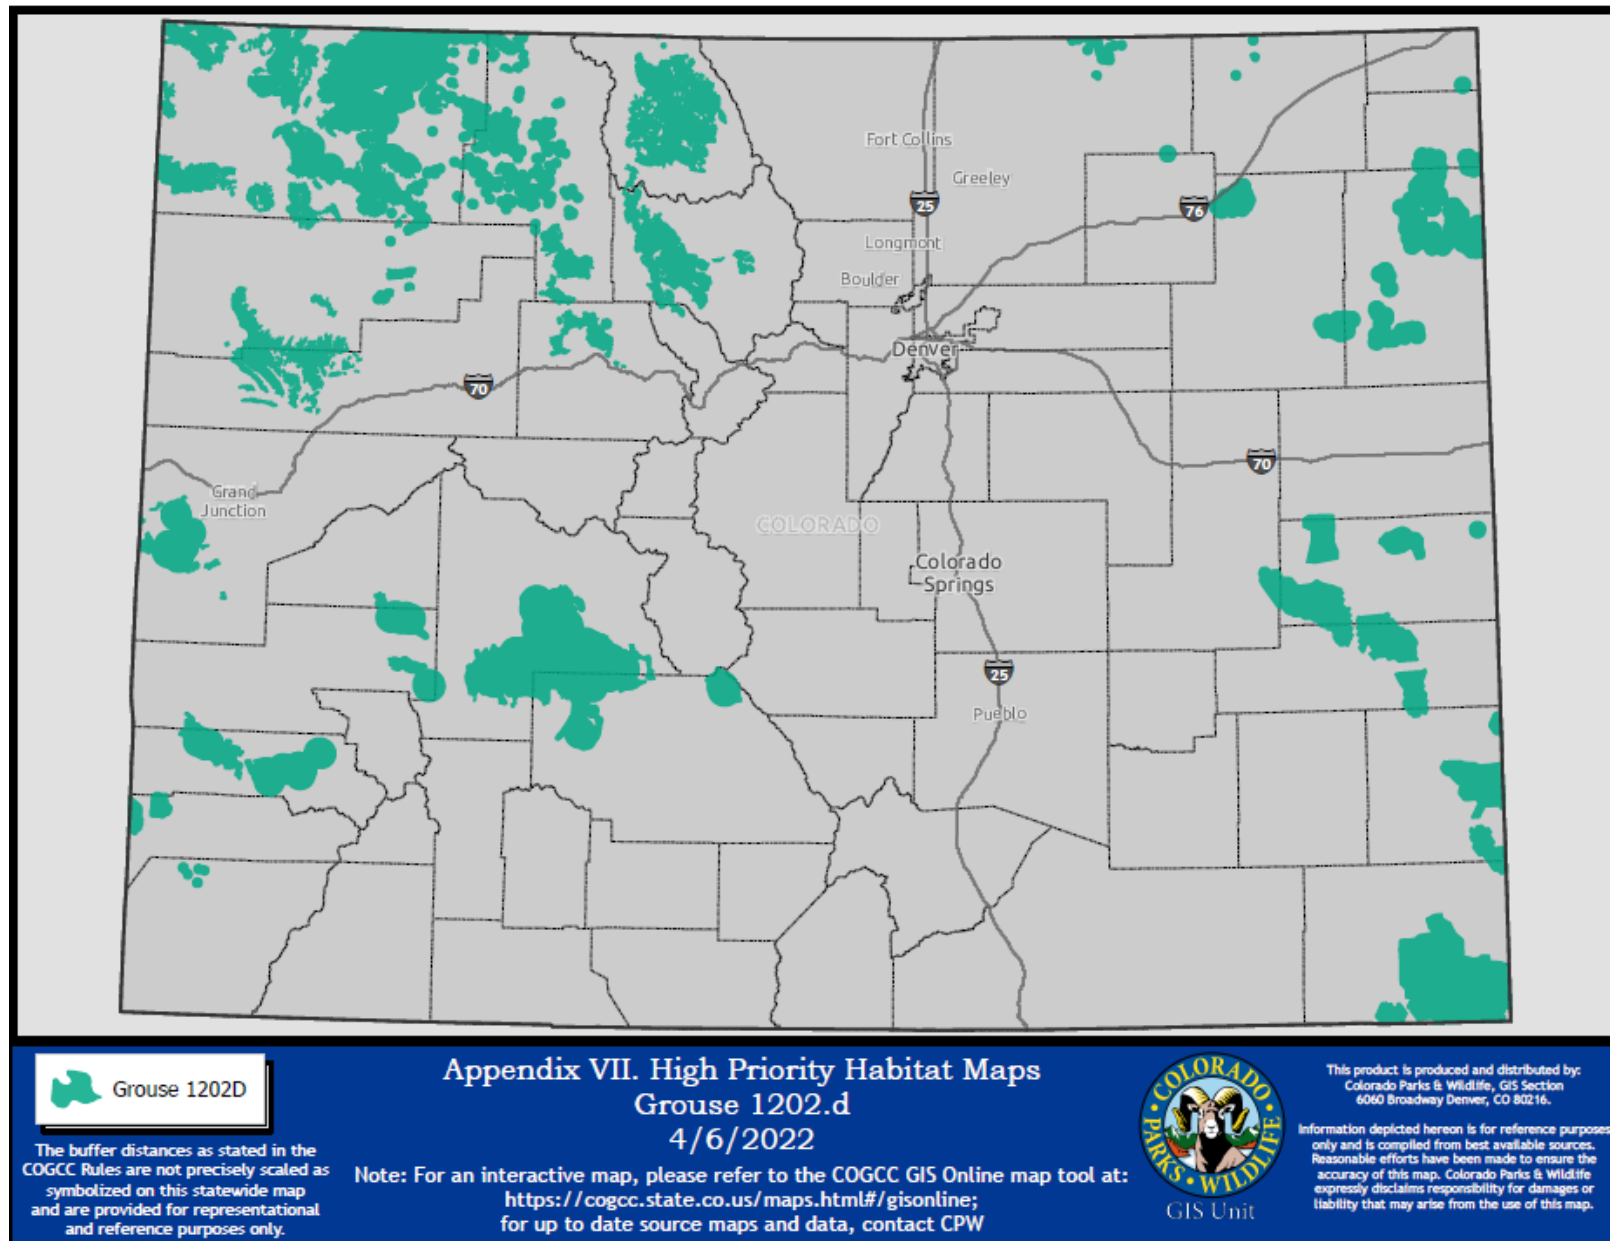 Fort Collins
Greeley
25
76
Longmont
Boulder
Denver
70
70
Grand
Junction
COLORADO
Colorado
Springs
25
Pueblo
Grouse 1202D
The buffer distances as stated in the
COGCC Rules are not precisely scaled as
symbolized on this statewide map
and are provided for representational
and reference purposes only.
Appendix VII. High Priority Habitat Maps
Grouse 1202.d
4/6/2022
Note: For an interactive map, please refer to the COGCC GIS Online map tool at:
https://cogcc.state.co.us/maps.html#/gisonline;
for up to date source maps and data, contact CPW
COLORADO
PARKS & WILDLIFE
GIS Unit
This product is produced and distributed by:
Colorado Parks & Wildlife, GIS Section
6060 Broadway Denver, CO 80216.
Information depicted hereon is for reference purposes
only and is compiled from best available sources.
Reasonable efforts have been made to ensure the
accuracy of this map. Colorado Parks & Wildlife
expressly disclaims responsibility for damages or
liability that may arise from the use of this map.